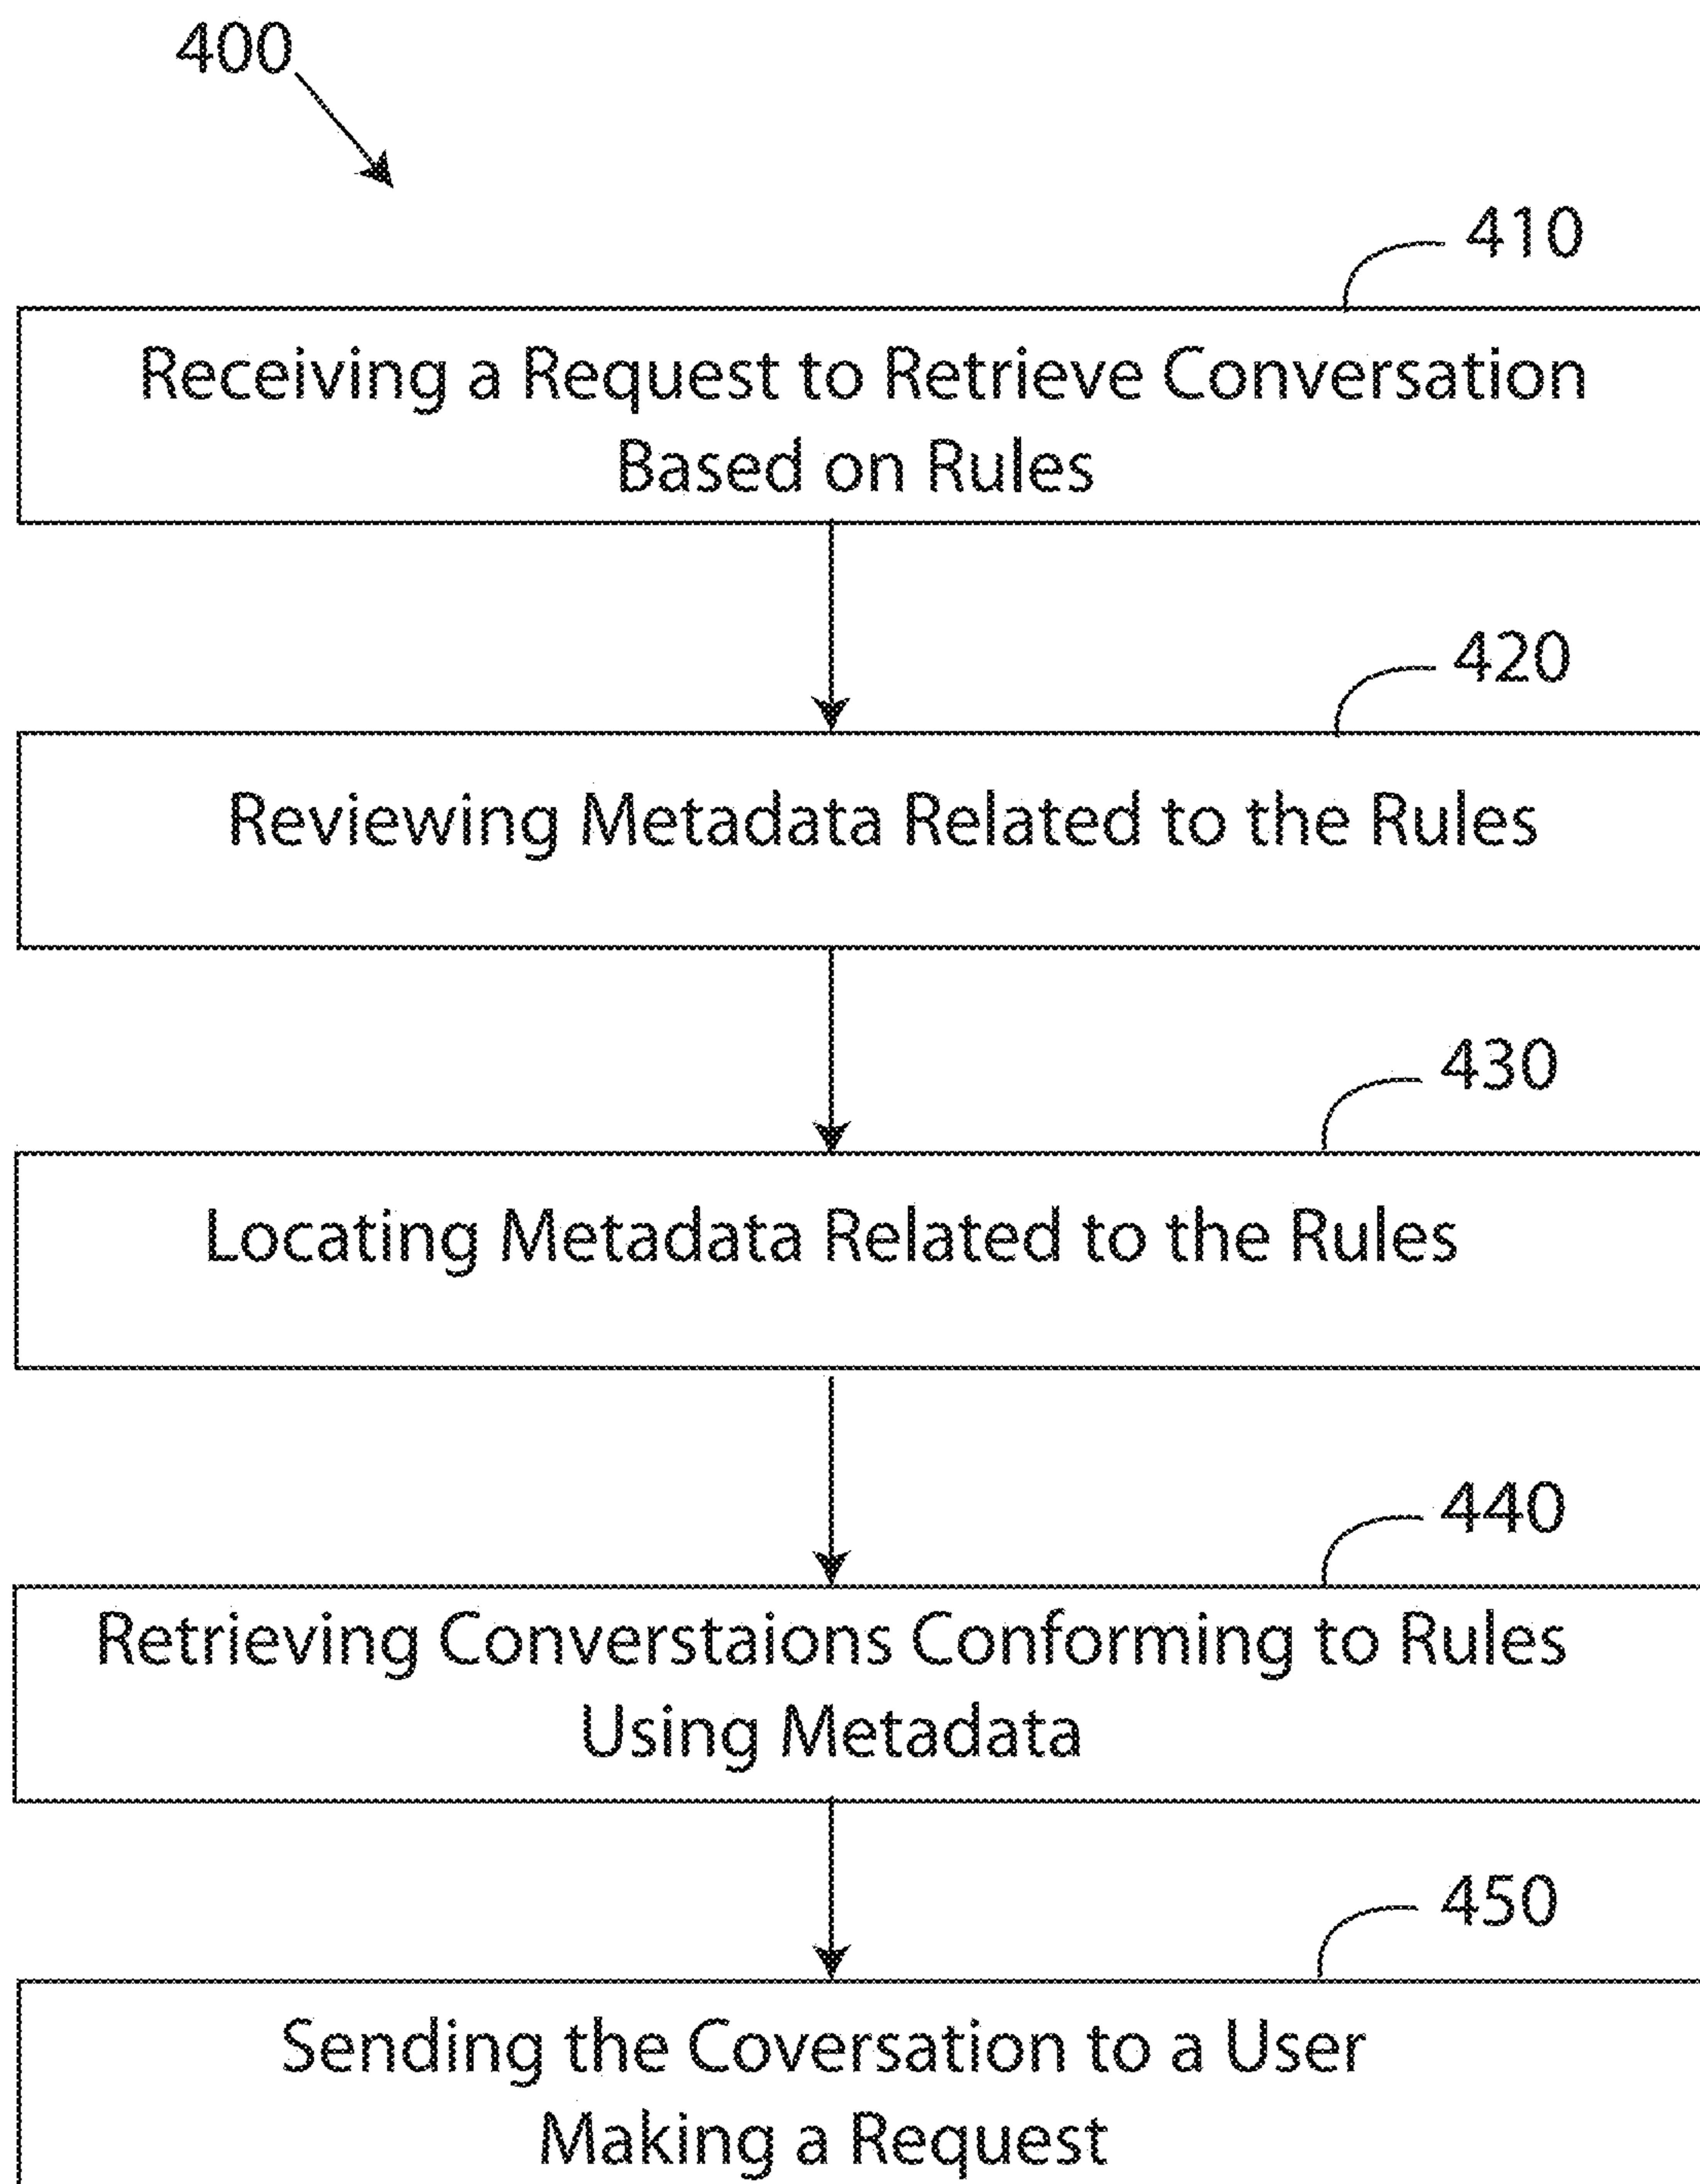 400
410
Receiving a Request to Retrieve Conversation
Based on Rules
420
Reviewing Metadata Related to the Rules
430
Locating Metadata Related to the Rules
440
Retrieving Converstaions Conforming to Rules
Using Metadata
450
Sending the Coversation to a User
Making a Request